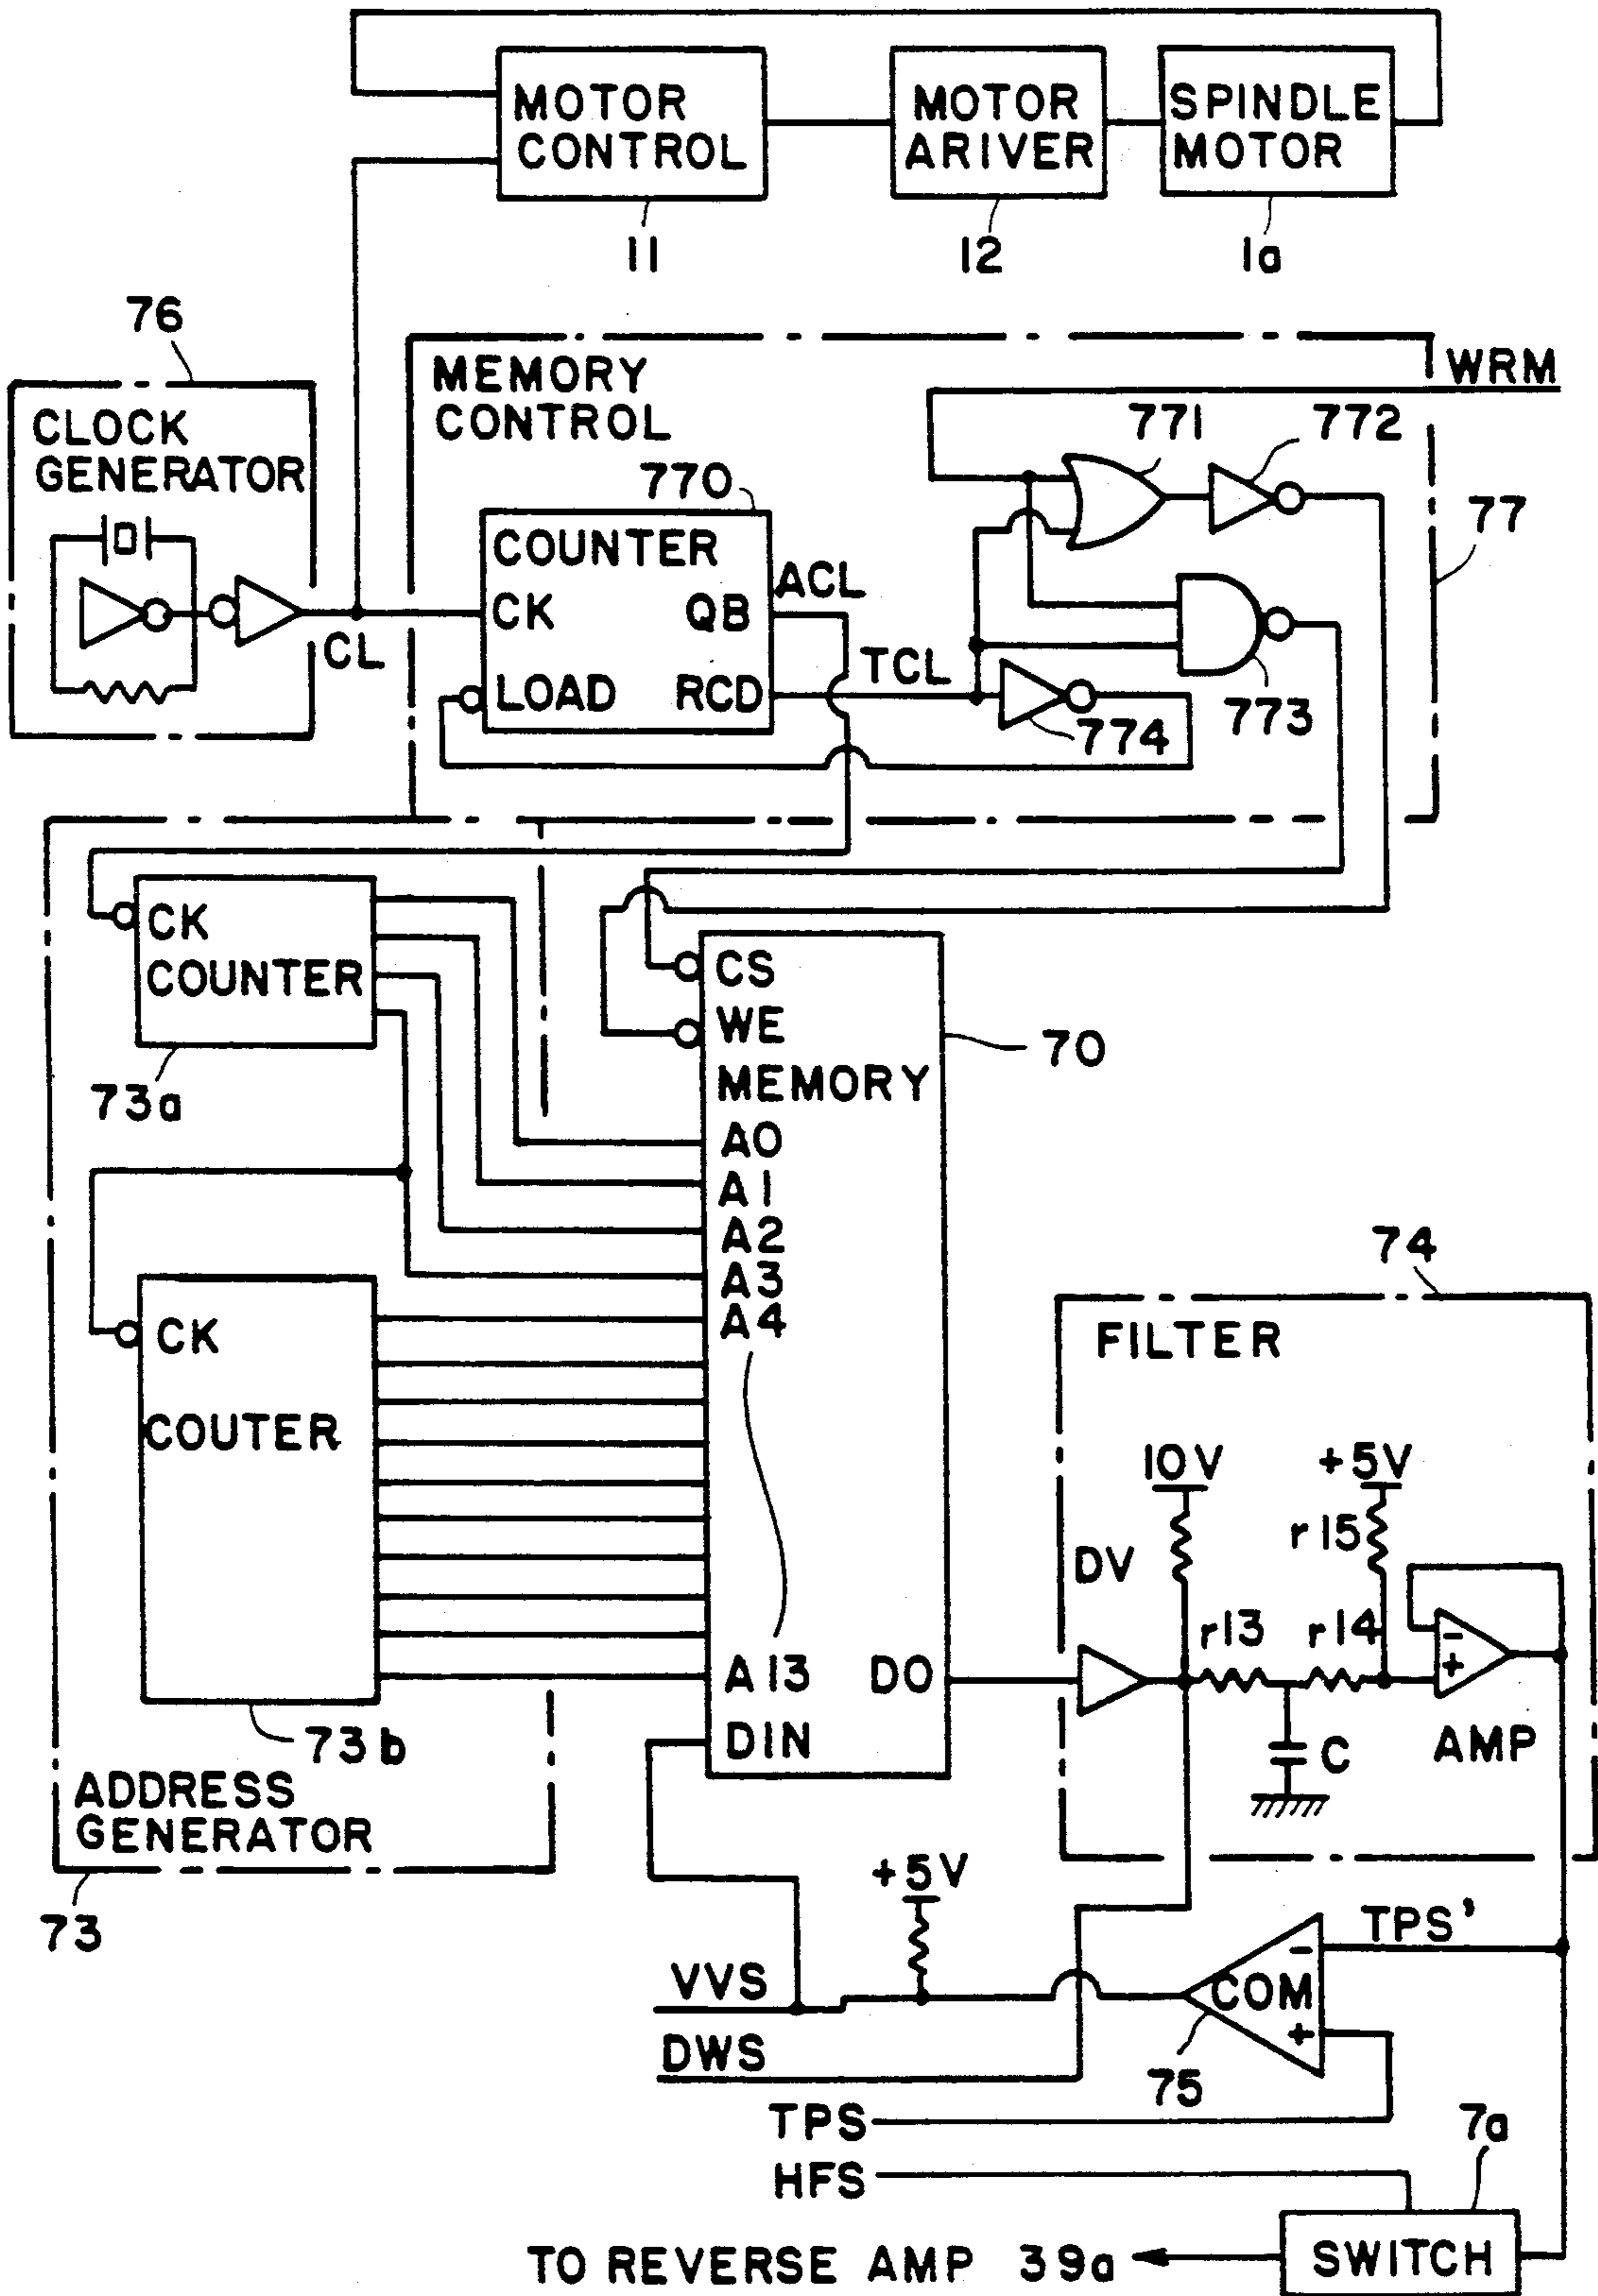 MOTOR
CONTROL
MOTOR
ARIVER
SPINDLE
MOTOR
11
12
1a
76
CLOCK
GENERATOR
CL
MEMORY
CONTROL
WRM
771
772
77
770
COUNTER
CK
QB
LOAD
RCD
ACL
TCL
773
774
CK
COUNTER
73a
CK
COUTER
73b
ADDRESS
GENERATOR
73
CS
WE
MEMORY
70
A0
A1
A2
A3
A4
A13
DO
DIN
74
FILTER
10V
+5V
r15
DV
r13
r14
-
+
AMP
C
+5V
VVS
DWS
TPS'
-
COM
+
75
TPS
HFS
7a
SWITCH
TO REVERSE AMP 39a